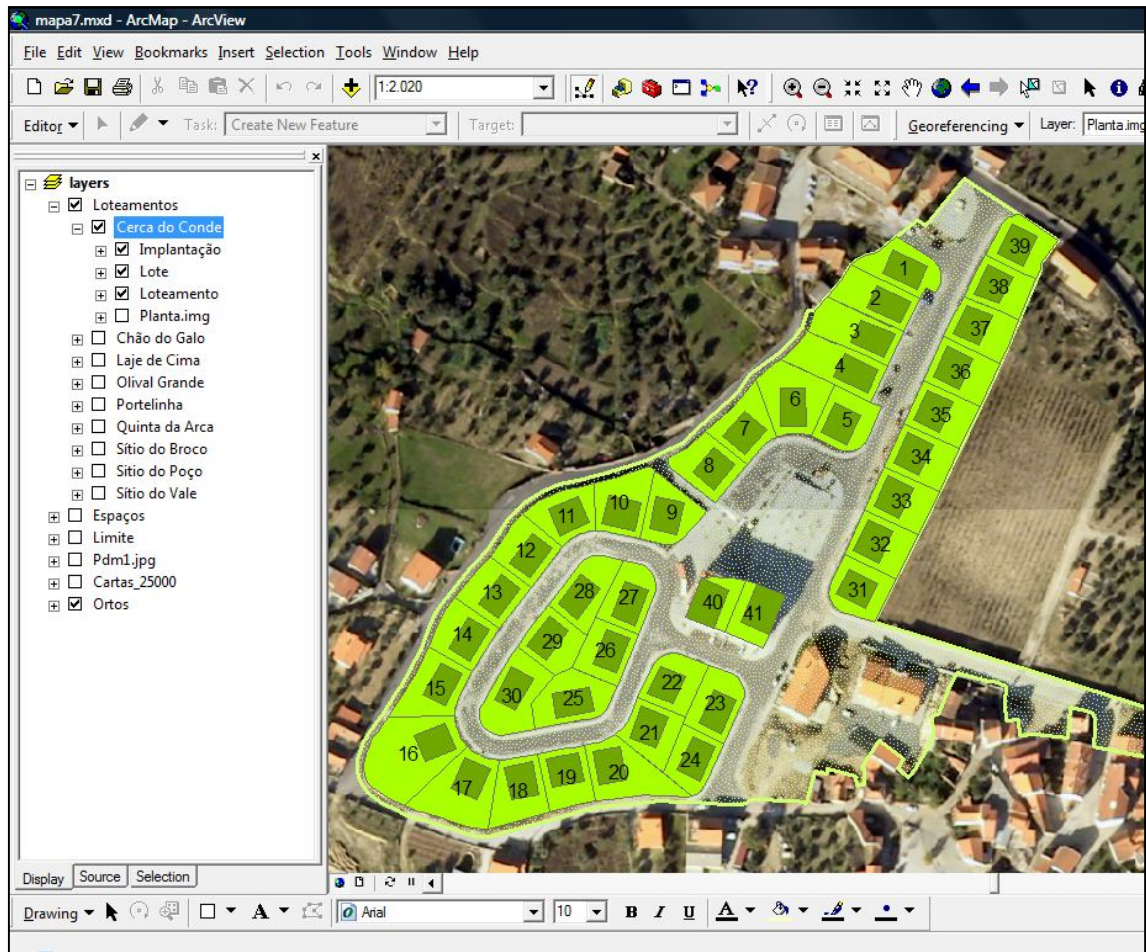 mapa7.mxd - ArcMap - ArcView
File Edit View Bookmarks Insert Selection Tools Window Help
1:2.020
Editor Task: Create New Feature Target: Georeferencing Layer: Planta.img
layers
Loteamentos
Cerca do Conde
Implantação
Lote
Loteamento
Planta.img
Chão do Galo
Laje de Cima
Olival Grande
Portelinha
Quinta da Arca
Sítio do Broco
Sitio do Poço
Sítio do Vale
Espaços
Limite
Pdm1.jpg
Cartas_25000
Ortos
39
1
38
2
37
3
36
4
6
35
5
7
34
8
33
10
9
11
32
12
31
28
27
13
40
41
14
29
26
22
15
30
25
23
21
16
24
19
20
17
18
Display Source Selection
Drawing A Arial 10 B I U A